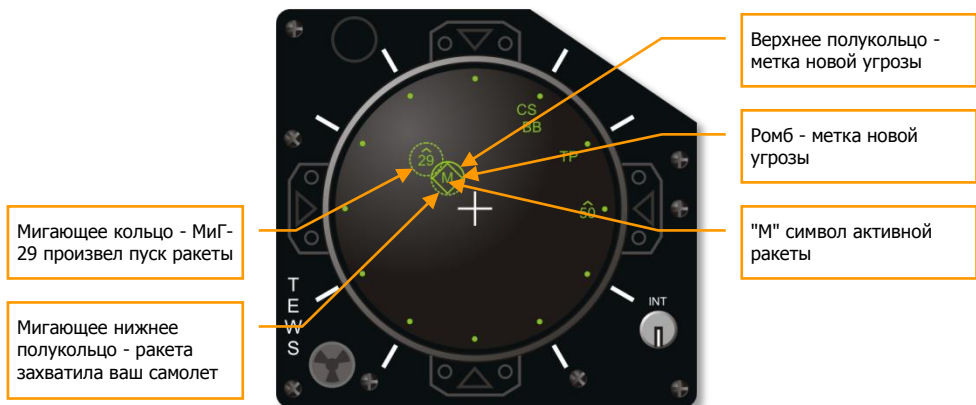 Верхнее полукольцо -
метка новой угрозы
Ромб - метка новой
угрозы
"М" символ активной
ракеты
Мигающее кольцо - МиГ-
29 произвел пуск ракеты
Мигающее нижнее
полукольцо - ракета
захватила ваш самолет
CS
BB
TP
29
M
50
INT
T
E
W
S